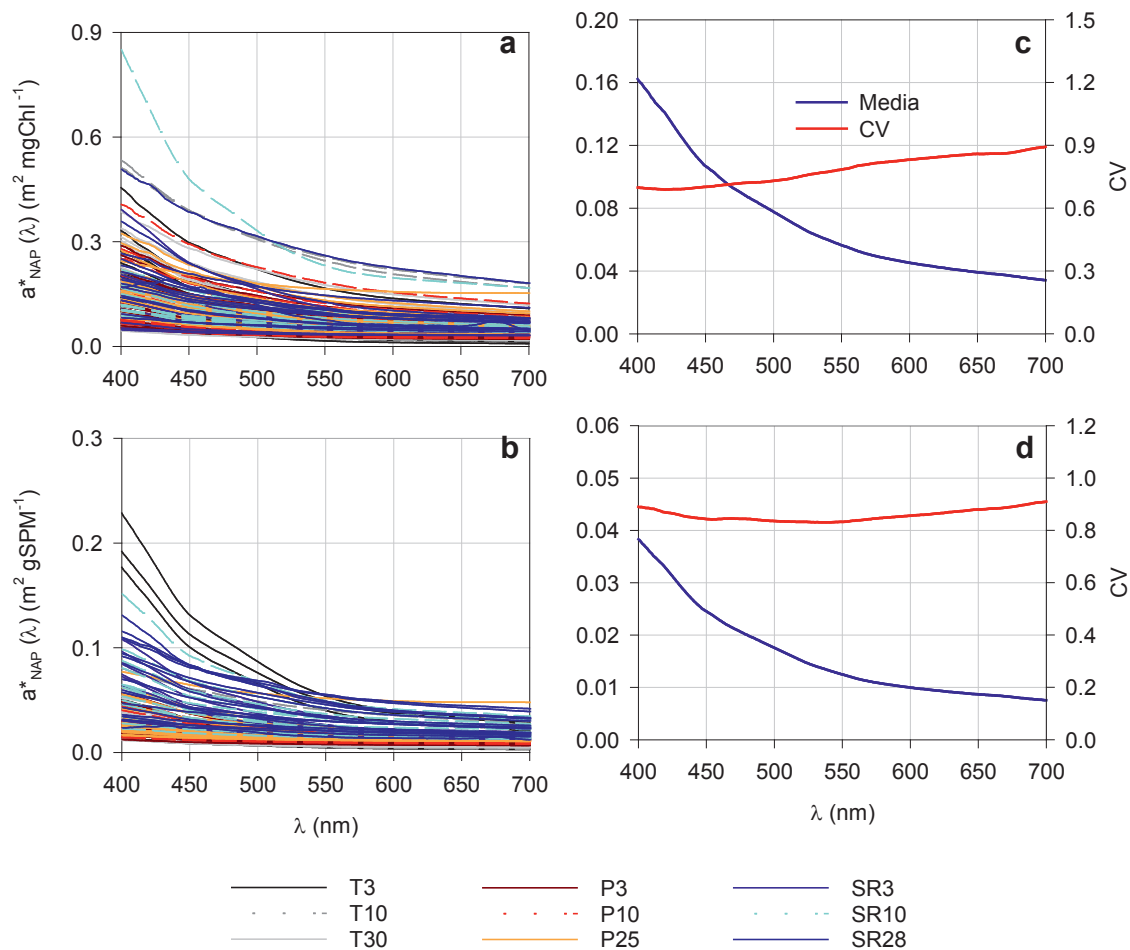 a
0.9
0.6
0.3
0.0
a*NAP (λ) (m² mgChl⁻¹)
400 450 500 550 600 650 700
c
0.20
0.16
0.12
0.08
0.04
0.00
1.5
1.2
0.9
0.6
0.3
0.0
CV
Media
CV
400 450 500 550 600 650 700
b
0.3
0.2
0.1
0.0
a*NAP (λ) (m² gSPM⁻¹)
400 450 500 550 600 650 700
λ (nm)
d
0.06
0.05
0.04
0.03
0.02
0.01
0.00
1.2
1.0
0.8
0.6
0.4
0.2
0.0
CV
400 450 500 550 600 650 700
λ (nm)
T3 P3 SR3
T10 P10 SR10
T30 P25 SR28